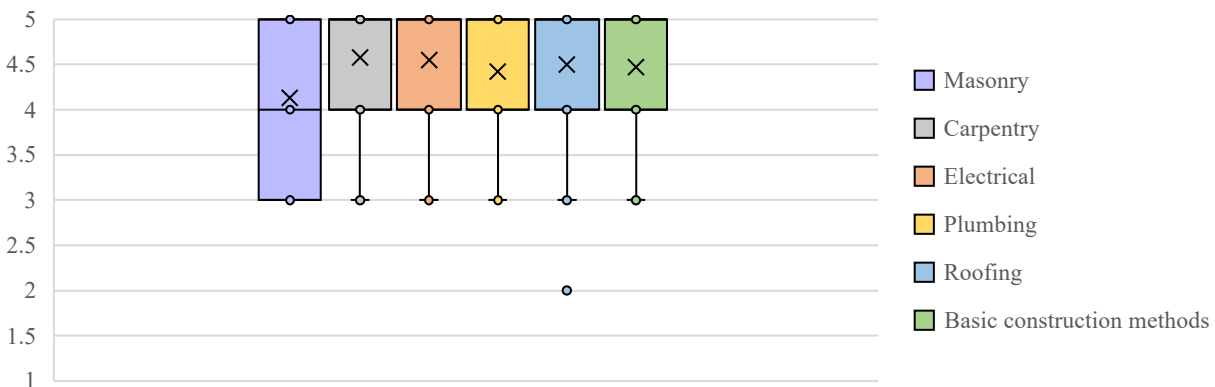 5
4.5
4
3.5
3
2.5
2
1.5
1
Masonry
Carpentry
Electrical
Plumbing
Roofing
Basic construction methods